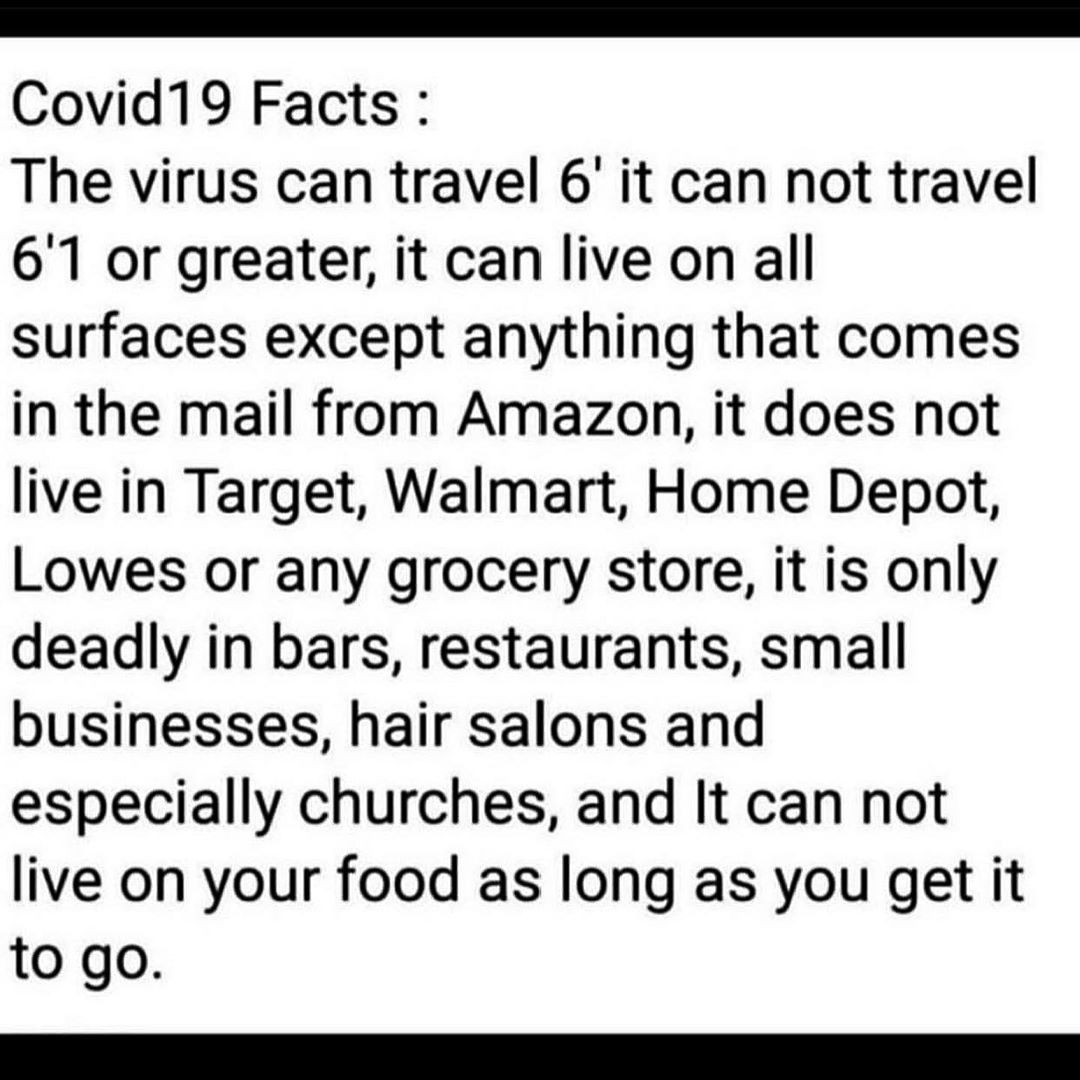 Covid19 Facts :
The virus can travel 6' it can not travel
6'1 or greater, it can live on all
surfaces except anything that comes
in the mail from Amazon, it does not
live in Target, Walmart, Home Depot,
Lowes or any grocery store, it is only
deadly in bars, restaurants, small
businesses, hair salons and
especially churches, and It can not
live on your food as long as you get it
to go.